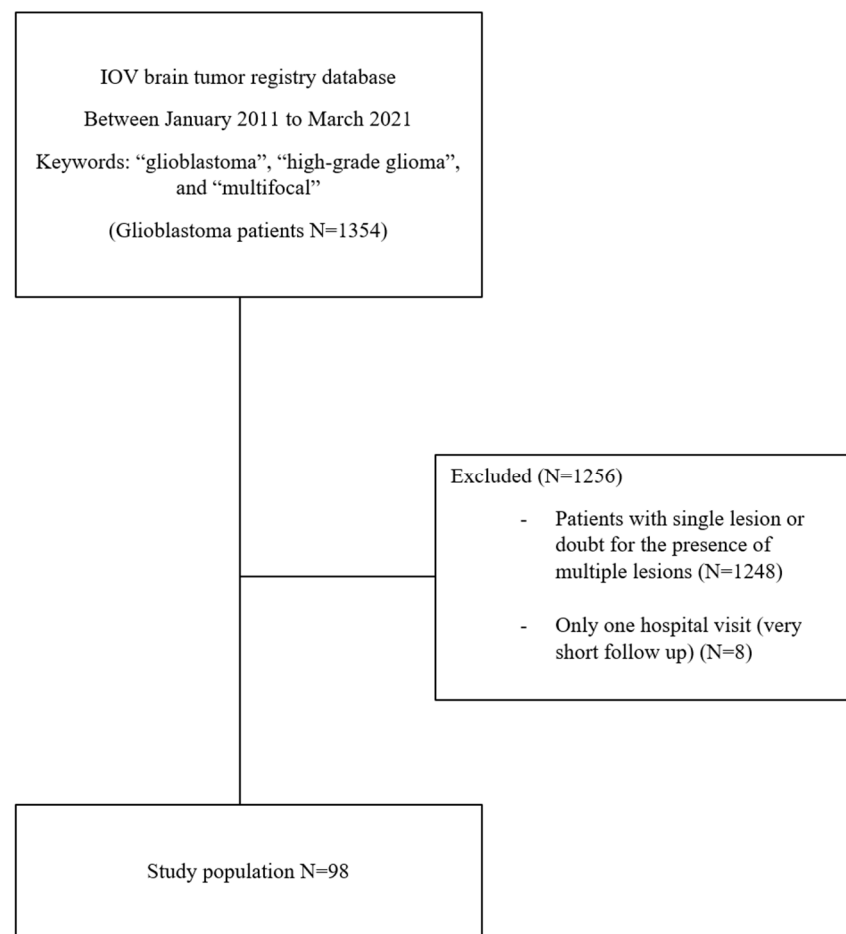 IOV brain tumor registry database
Between January 2011 to March 2021
Keywords: “glioblastoma”, “high-grade glioma”,
and “multifocal”
(Glioblastoma patients N=1354)
Excluded (N=1256)
- Patients with single lesion or
doubt for the presence of
multiple lesions (N=1248)
- Only one hospital visit (very
short follow up) (N=8)
Study population N=98